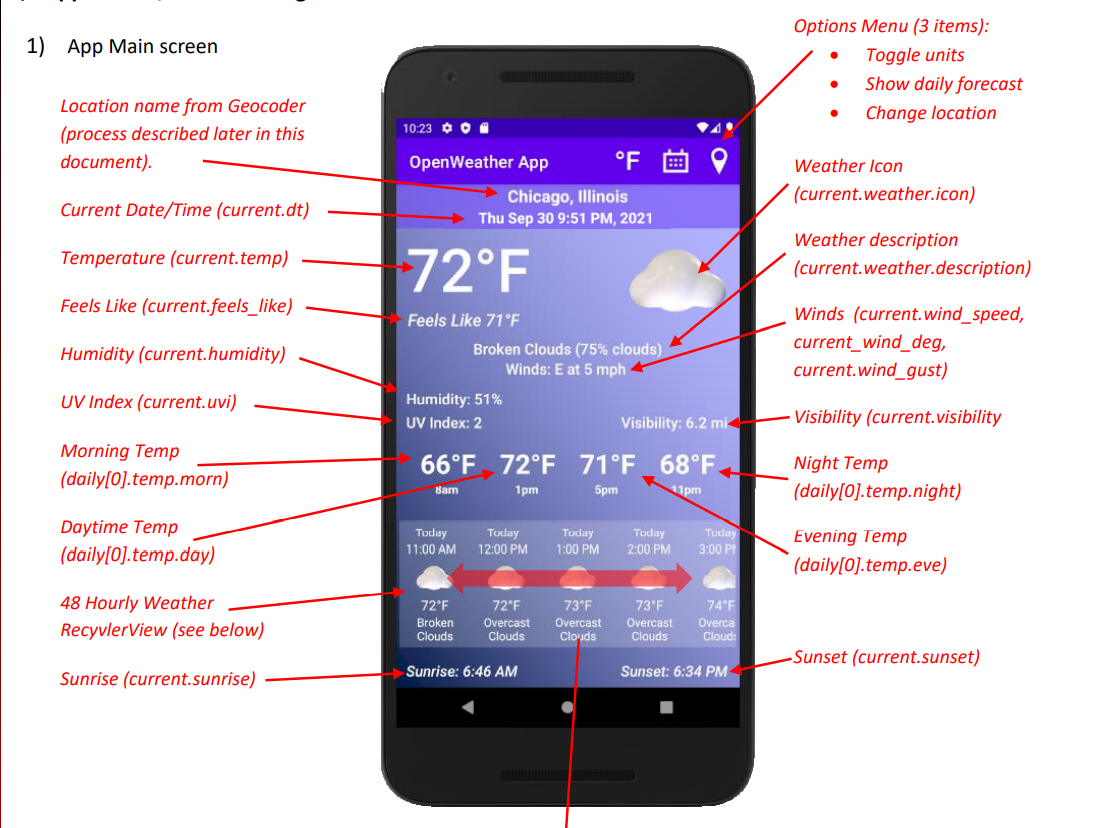 1) App Main screen
Options Menu (3 items):
• Toggle units
• Show daily forecast
• Change location
Location name from Geocoder
(process described later in this
document).
Current Date/Time (current.dt)
Temperature (current.temp)
Feels Like (current.feels_like)
Humidity (current.humidity)
UV Index (current.uvi)
Morning Temp
(daily[0].temp.morn)
Daytime Temp
(daily[0].temp.day)
48 Hourly Weather
RecyvlerView (see below)
Sunrise (current.sunrise)
10:23
OpenWeather App °F
Chicago, Illinois
Thu Sep 30 9:51 PM, 2021
72°F
Feels Like 71°F
Broken Clouds (75% clouds)
Winds: E at 5 mph
Humidity: 51%
UV Index: 2 Visibility: 6.2 mi
66°F 72°F 71°F 68°F
8am 1pm 5pm 11pm
Today Today Today Today Today
11:00 AM 12:00 PM 1:00 PM 2:00 PM 3:00 PM
72°F 72°F 73°F 73°F 74°F
Broken Overcast Overcast Overcast Overca
Clouds Clouds Clouds Clouds Clouds
Sunrise: 6:46 AM Sunset: 6:34 PM
Weather Icon
(current.weather.icon)
Weather description
(current.weather.description)
Winds (current.wind_speed,
current_wind_deg,
current.wind_gust)
Visibility (current.visibility
Night Temp
(daily[0].temp.night)
Evening Temp
(daily[0].temp.eve)
Sunset (current.sunset)